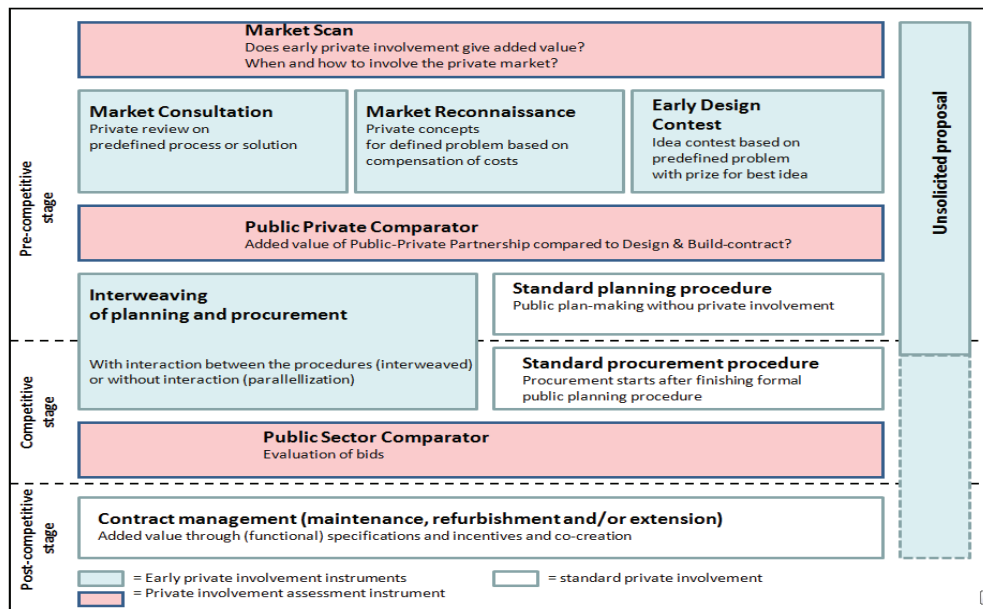 Market Scan
Does early private involvement give added value?
When and how to involve the private market?
Market Consultation
Private review on
predefined process or solution
Market Reconnaissance
Private concepts
for defined problem based on
compensation of costs
Early Design
Contest
Idea contest based on
predefined problem
with prize for best idea
Unsolicited proposal
Pre-competitive
stage
Public Private Comparator
Added value of Public-Private Partnership compared to Design & Build-contract?
Interweaving
of planning and procurement
With interaction between the procedures (interweaved)
or without interaction (parallellization)
Standard planning procedure
Public plan-making withou private involvement
Standard procurement procedure
Procurement starts after finishing formal
public planning procedure
Competitive
stage
Public Sector Comparator
Evaluation of bids
Post-competitive
stage
Contract management (maintenance, refurbishment and/or extension)
Added value through (functional) specifications and incentives and co-creation
= Early private involvement instruments
= standard private involvement
= Private involvement assessment instrument